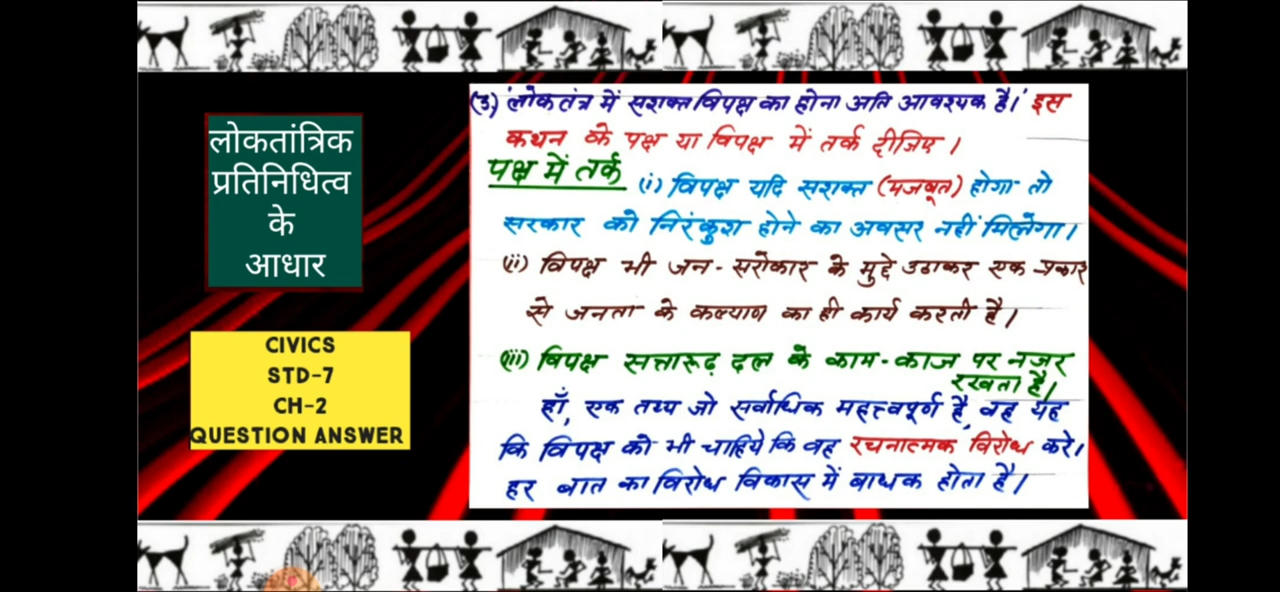 लोकतांत्रिक
प्रतिनिधित्व
के
आधार
CIVICS
STD-7
CH-2
QUESTION ANSWER
(3) 'लोकतंत्र में सशक्त विपक्ष का होना अति आवश्यक है।' इस
कथन के पक्ष या विपक्ष में तर्क दीजिए ।
पक्ष में तर्क (i) विपक्ष यदि सशक्त (मजबूत) होगा तो
सरकार को निरंकुश होने का अवसर नहीं मिलेगा।
(ii) विपक्ष भी जन-सरोकार के मुद्दे उठाकर एक प्रकार
से जनता के कल्याण का ही कार्य करती है।
(iii) विपक्ष सत्तारूढ़ दल के काम-काज पर नज़र
रखता है।
हाँ, एक तथ्य जो सर्वाधिक महत्त्वपूर्ण है, वह यह
कि विपक्ष को भी चाहिये कि वह रचनात्मक विरोध करे।
हर बात का विरोध विकास में बाधक होता है।